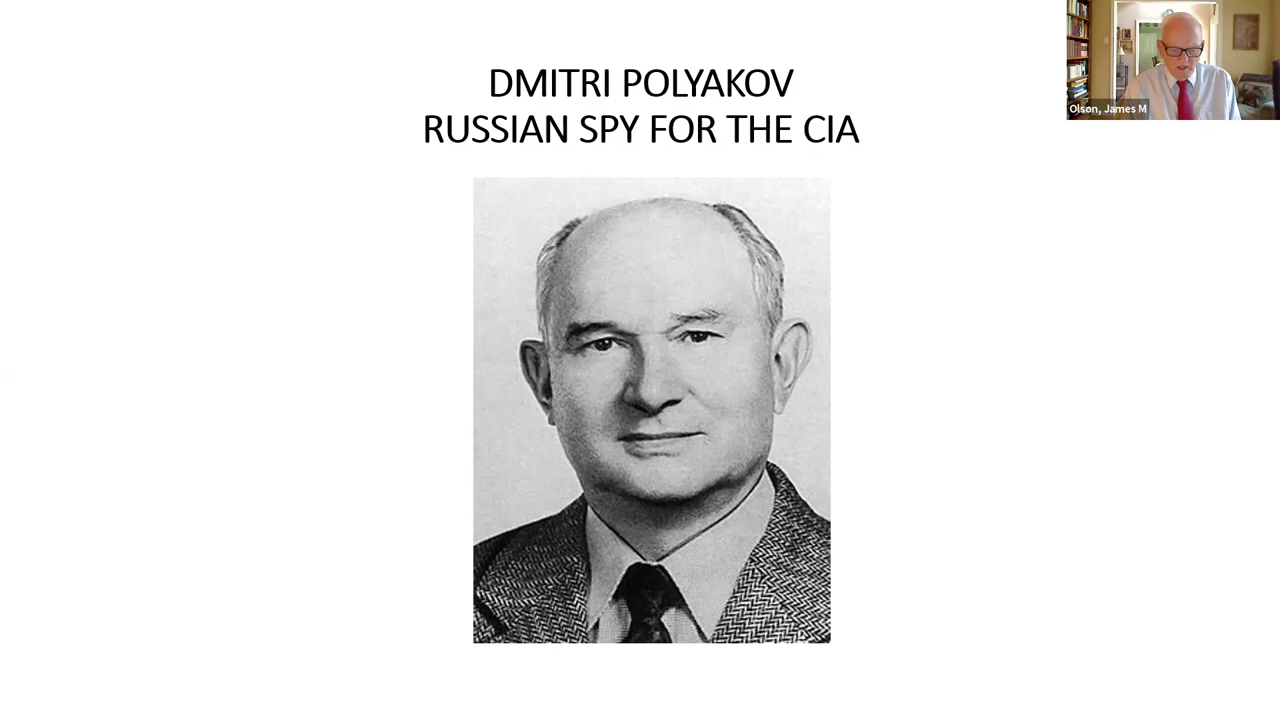 DMITRI POLYAKOV
RUSSIAN SPY FOR THE CIA
Olson, James M